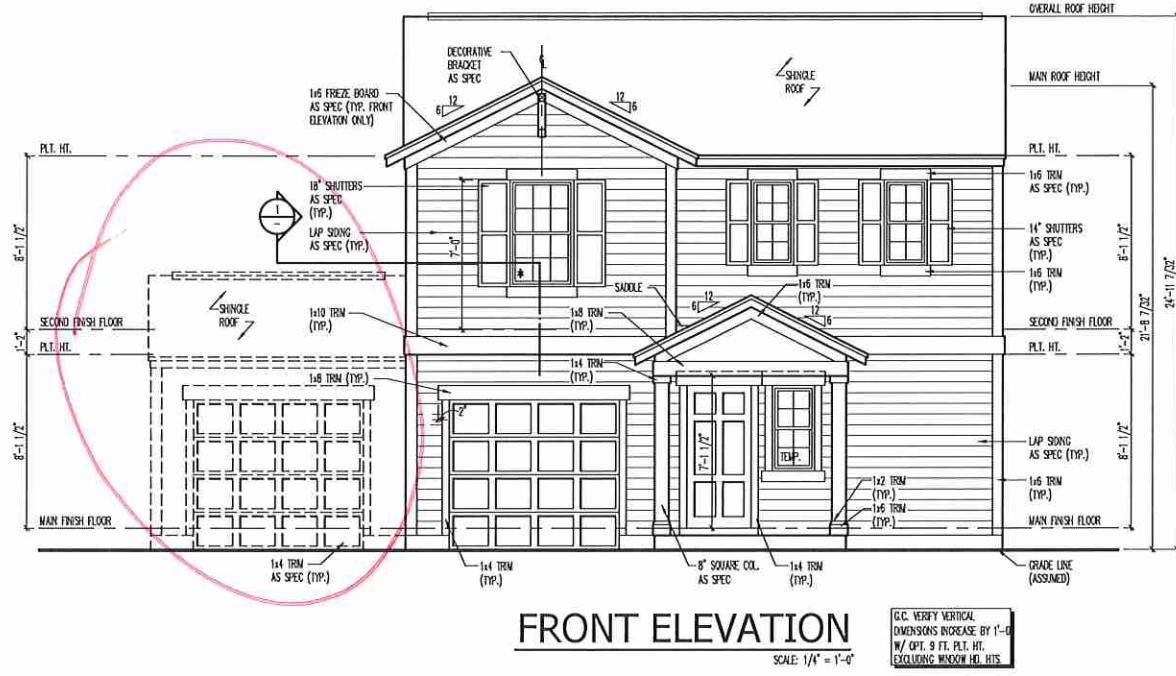 OVERALL ROOF HEIGHT
DECORATIVE
BRACKET
AS SPEC
SHINGLE
ROOF
MAIN ROOF HEIGHT
1x6 FREZE BOARD
AS SPEC (TYP. FRONT
ELEVATION ONLY)
12
6
12
6
PLT. HT.
PLT. HT.
1x6 TRIM
AS SPEC (TYP.)
18" SHUTTERS
AS SPEC
(TYP.)
1
-
LAP SIDING
AS SPEC (TYP.)
7'-0"
14" SHUTTERS
AS SPEC
(TYP.)
8'-1 1/2"
8'-1 1/2"
24'-11 7/32"
21'-8 7/32"
1x6 TRIM
(TYP.)
SADDLE
12
6
1x6 TRIM
(TYP.)
SHINGLE
ROOF
1x10 TRIM
(TYP.)
1x8 TRIM
(TYP.)
12
6
SECOND FINISH FLOOR
SECOND FINISH FLOOR
1'-2"
1'-2"
PLT. HT.
PLT. HT.
1x4 TRIM
(TYP.)
1x6 TRIM (TYP.)
2"
8'-1 1/2"
7'-1 1/2"
8'-1 1/2"
TEMP.
LAP SIDING
AS SPEC (TYP.)
1x2 TRIM
(TYP.)
1x6 TRIM
(TYP.)
1x6 TRIM
(TYP.)
MAIN FINISH FLOOR
MAIN FINISH FLOOR
1x4 TRIM
AS SPEC (TYP.)
1x4 TRIM
(TYP.)
8" SQUARE COL.
AS SPEC
1x4 TRIM
(TYP.)
GRADE LINE
(ASSUMED)
FRONT ELEVATION
SCALE: 1/4" = 1'-0"
G.C. VERIFY VERTICAL
DIMENSIONS INCREASE BY 1'-0
W/ OPT. 9 FT. PLT. HT.
EXCLUDING WINDOW HD. HTS.